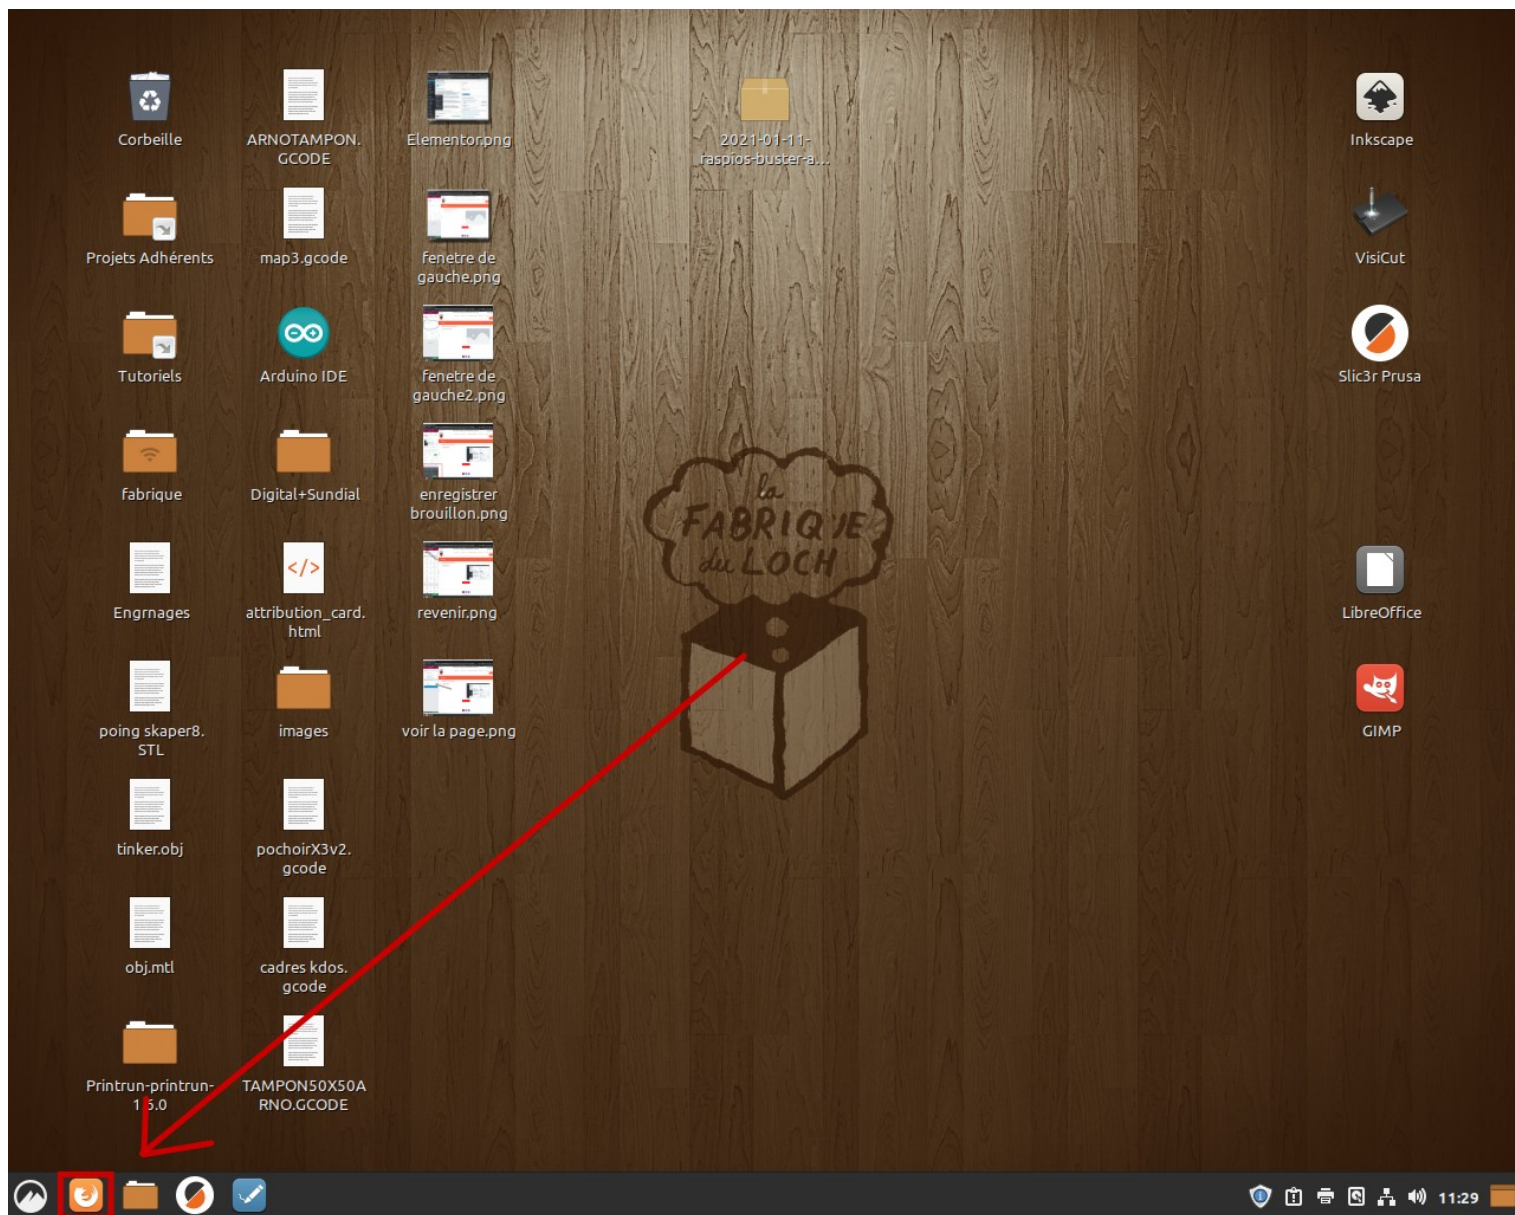 Corbeille
ARNOTAMPON.
GCODE
Elementor.png
2021-01-11-
raspios-buster-a...
Inkscape
Projets Adhérents
map3.gcode
fenetre de
gauche.png
VisiCut
Tutoriels
Arduino IDE
fenetre de
gauche2.png
Slic3r Prusa
fabrique
Digital+Sundial
enregistrer
brouillon.png
la
FABRIQUE
du LOCH
Engrnages
</>
attribution_card.
html
revenir.png
LibreOffice
poing skaper8.
STL
images
voir la page.png
GIMP
tinker.obj
pochoirX3v2.
gcode
obj.mtl
cadres kdos.
gcode
Printrun-printrun-
1.6.0
TAMPON50X50A
RNO.GCODE
11:29